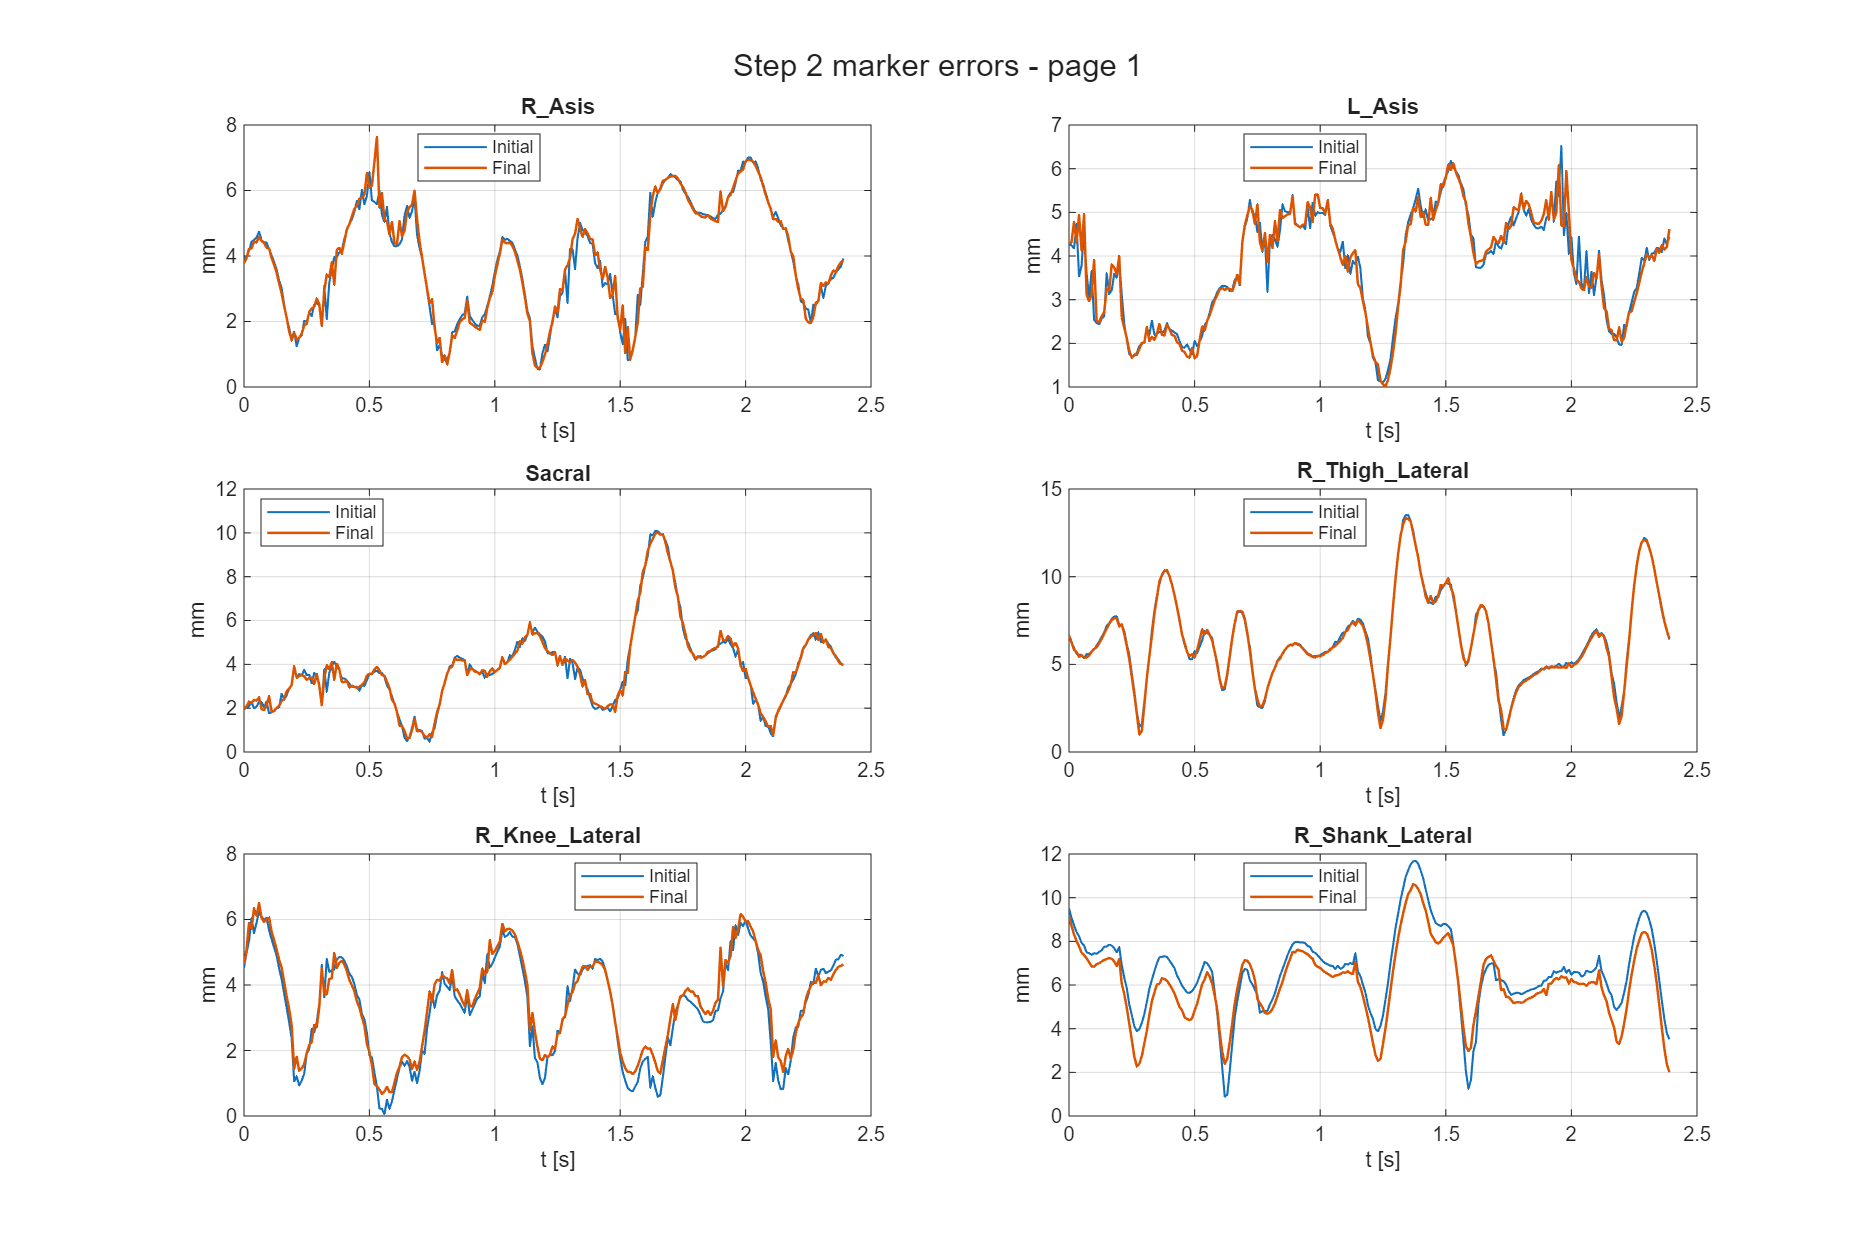 Step 2 marker errors - page 1
R_Asis
8
6
4
2
0
mm
Initial
Final
0 0.5 1 1.5 2 2.5
t [s]
L_Asis
7
6
5
4
3
2
1
mm
Initial
Final
0 0.5 1 1.5 2 2.5
t [s]
Sacral
12
10
8
6
4
2
0
mm
Initial
Final
0 0.5 1 1.5 2 2.5
t [s]
R_Thigh_Lateral
15
10
5
0
mm
Initial
Final
0 0.5 1 1.5 2 2.5
t [s]
R_Knee_Lateral
8
6
4
2
0
mm
Initial
Final
0 0.5 1 1.5 2 2.5
t [s]
R_Shank_Lateral
12
10
8
6
4
2
0
mm
Initial
Final
0 0.5 1 1.5 2 2.5
t [s]